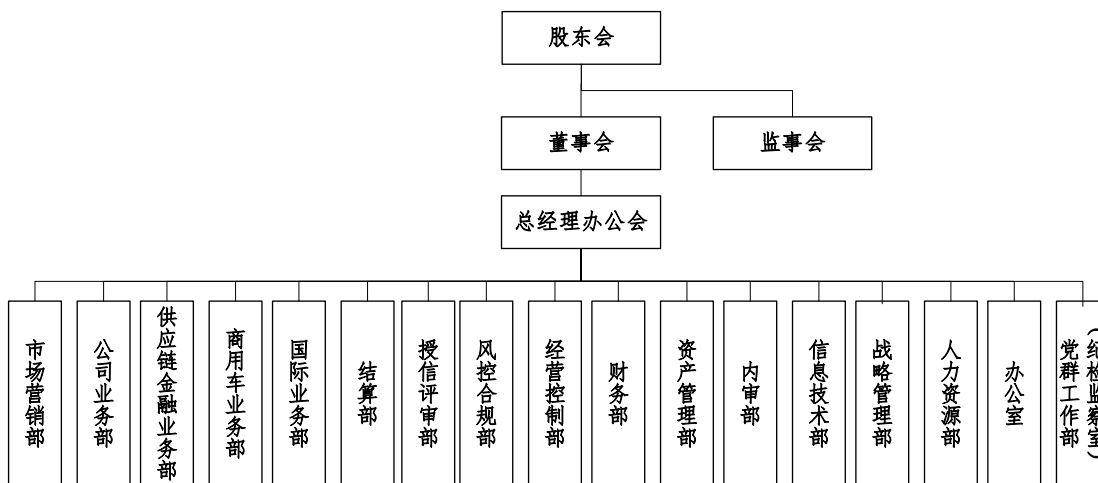 股东会
董事会
监事会
总经理办公会
市场营销部
公司业务部
供应链金融业务部
商用车业务部
国际业务部
结算部
授信评审部
风控合规部
经营控制部
财务部
资产管理部
内审部
信息技术部
战略管理部
人力资源部
办公室
党群工作部
（纪检监察室）